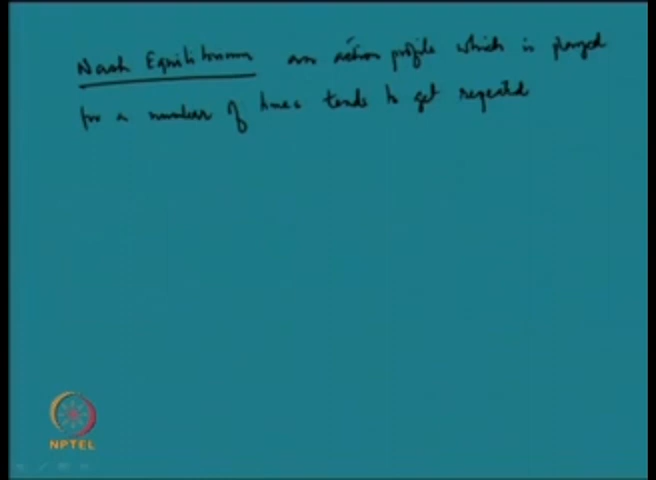 Nash Equilibrium an action profile which is played
for a number of times tends to get repeated
NPTEL